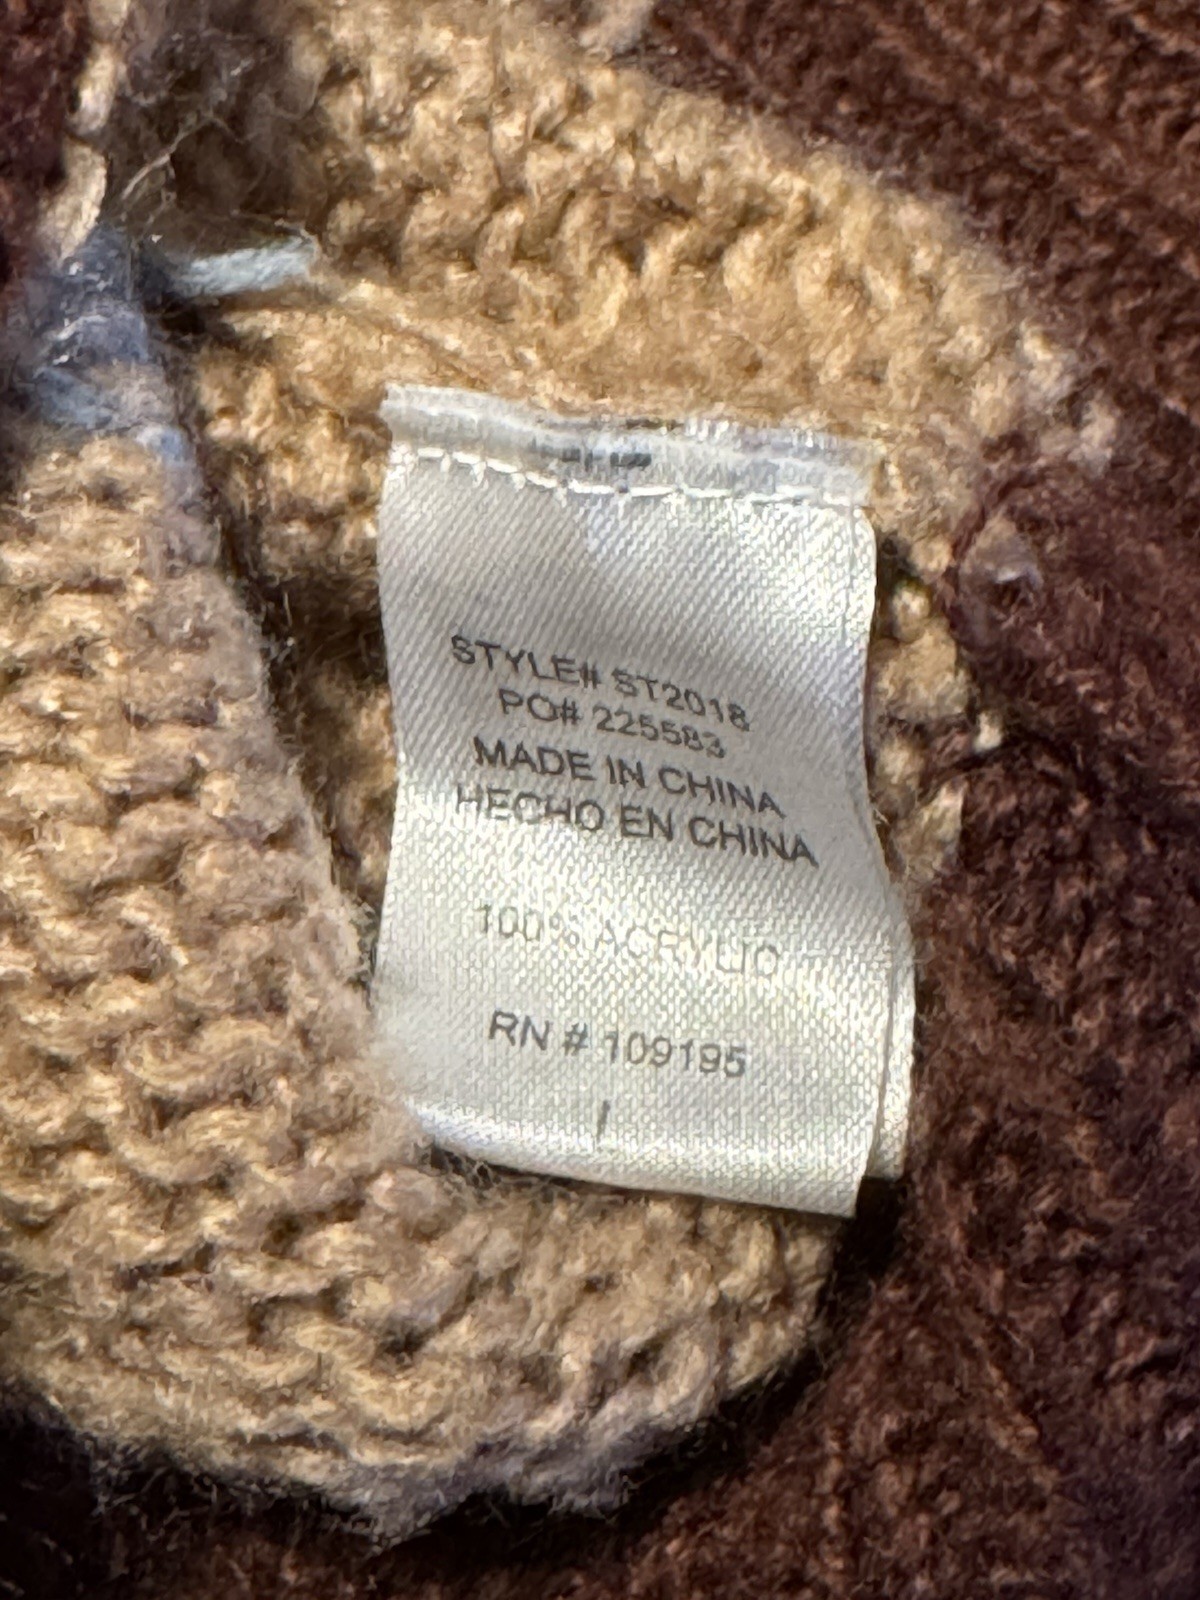 STYLE# ST2018
PO# 225583
MADE IN CHINA
HECHO EN CHINA
100% ACRYLIC
RN # 109195